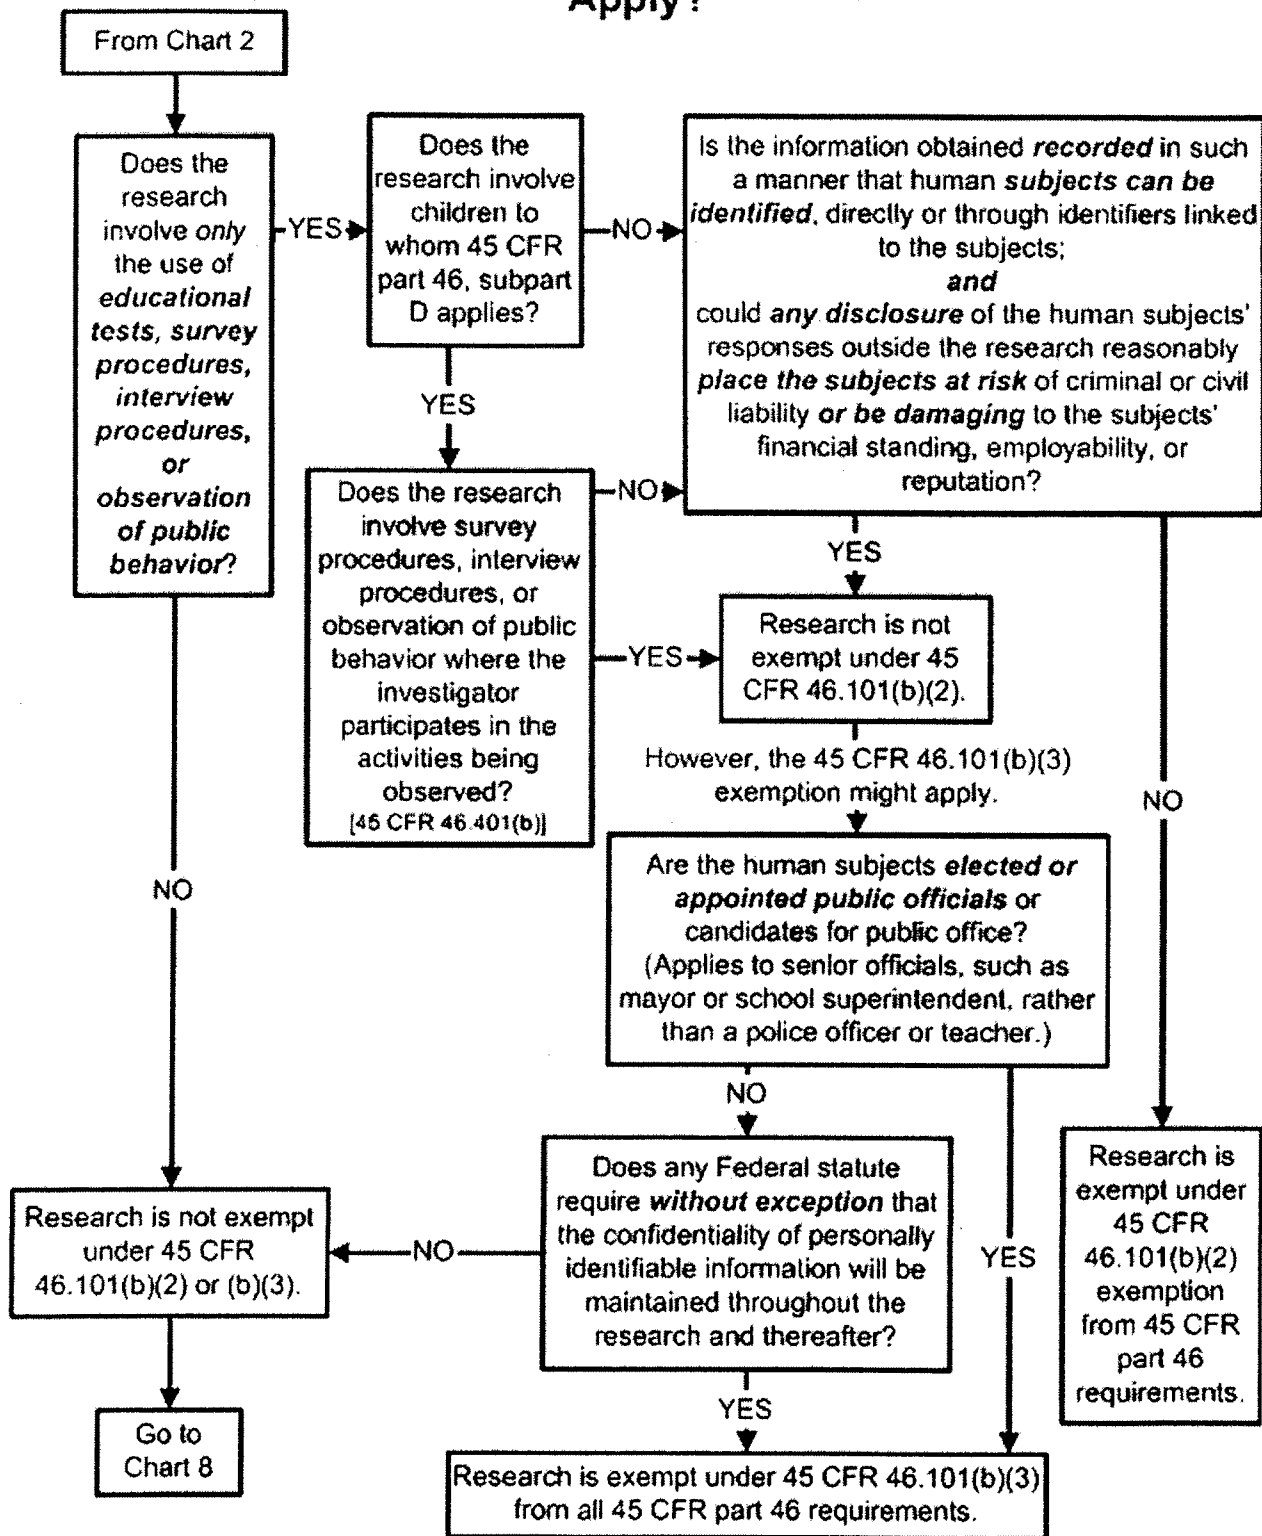 Apply?
From Chart 2
Does the
research
involve only
the use of
educational
tests, survey
procedures,
interview
procedures,
or
observation
of public
behavior?
YES
Does the
research involve
children to
whom 45 CFR
part 46, subpart
D applies?
NO
Is the information obtained recorded in such
a manner that human subjects can be
identified, directly or through identifiers linked
to the subjects;
and
could any disclosure of the human subjects'
responses outside the research reasonably
place the subjects at risk of criminal or civil
liability or be damaging to the subjects'
financial standing, employability, or
reputation?
YES
Does the research
involve survey
procedures, interview
procedures, or
observation of public
behavior where the
investigator
participates in the
activities being
observed?
[45 CFR 46.401(b)]
NO
YES
YES
Research is not
exempt under 45
CFR 46.101(b)(2).
However, the 45 CFR 46.101(b)(3)
exemption might apply.
NO
NO
Are the human subjects elected or
appointed public officials or
candidates for public office?
(Applies to senior officials, such as
mayor or school superintendent, rather
than a police officer or teacher.)
NO
YES
Does any Federal statute
require without exception that
the confidentiality of personally
identifiable information will be
maintained throughout the
research and thereafter?
NO
Research is not exempt
under 45 CFR
46.101(b)(2) or (b)(3).
Research is
exempt under
45 CFR
46.101(b)(2)
exemption
from 45 CFR
part 46
requirements.
YES
Go to
Chart 8
Research is exempt under 45 CFR 46.101(b)(3)
from all 45 CFR part 46 requirements.